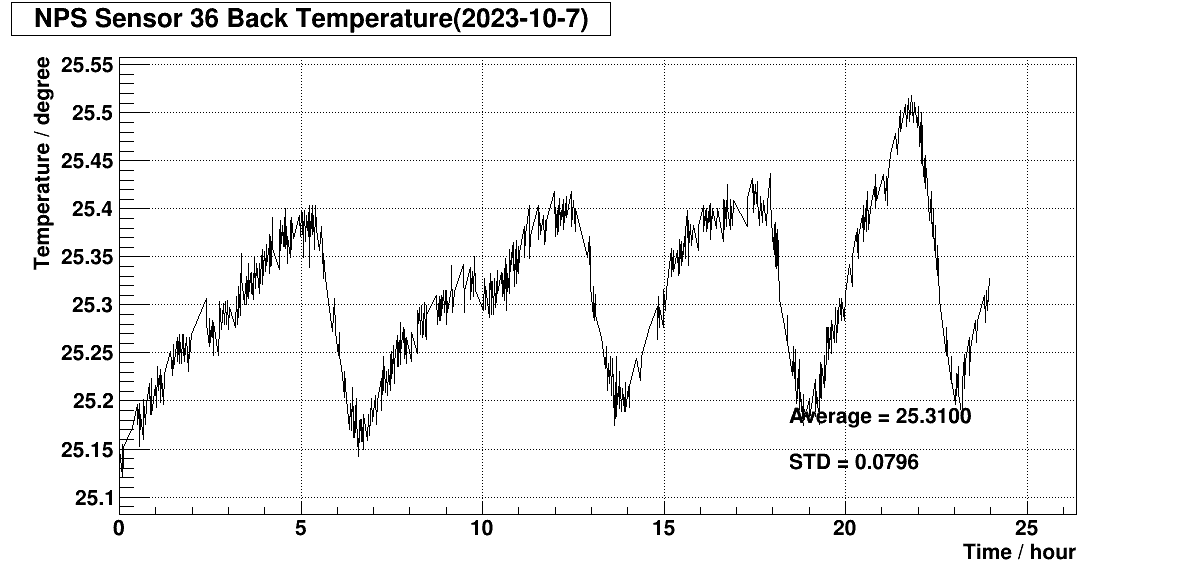 NPS Sensor 36 Back Temperature(2023-10-7)
Temperature / degree
25.55
25.5
25.45
25.4
25.35
25.3
25.25
25.2
25.15
25.1
Average = 25.3100
STD = 0.0796
0 5 10 15 20 25
Time / hour